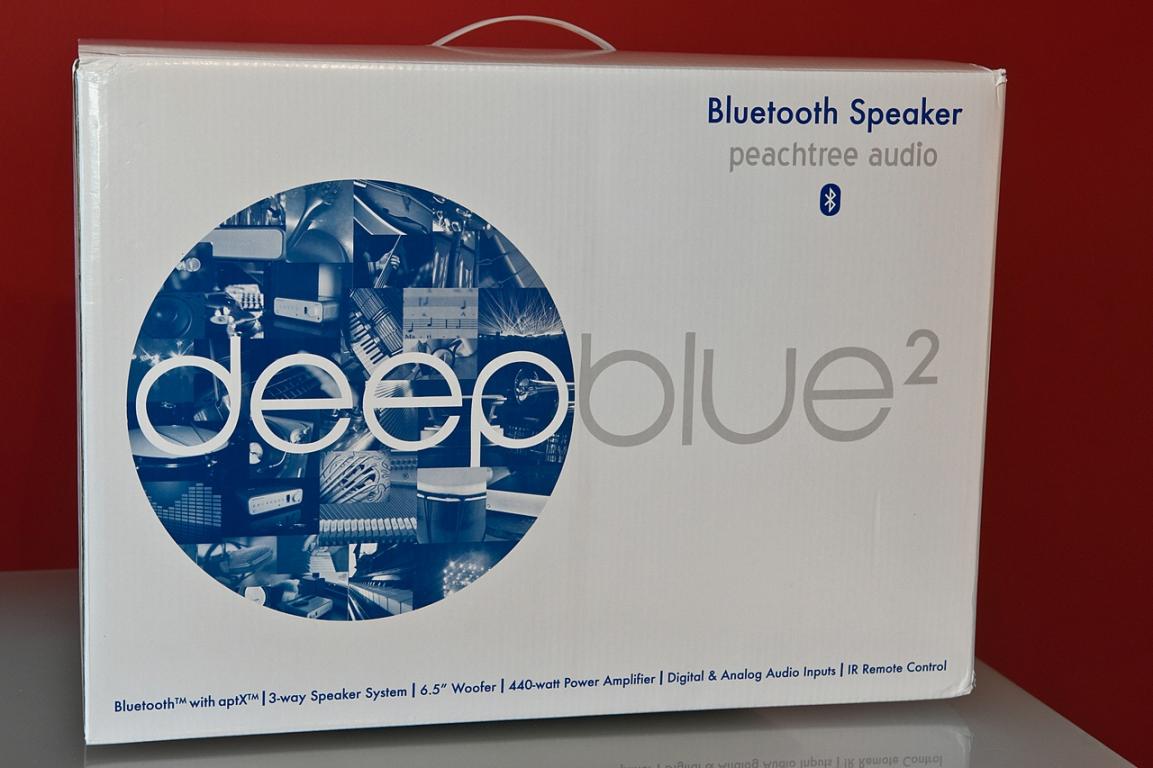 Bluetooth Speaker
peachtree audio
deepblue²
Bluetooth™ with aptX™ | 3-way Speaker System | 6.5” Woofer | 440-watt Power Amplifier | Digital & Analog Audio Inputs | IR Remote Control